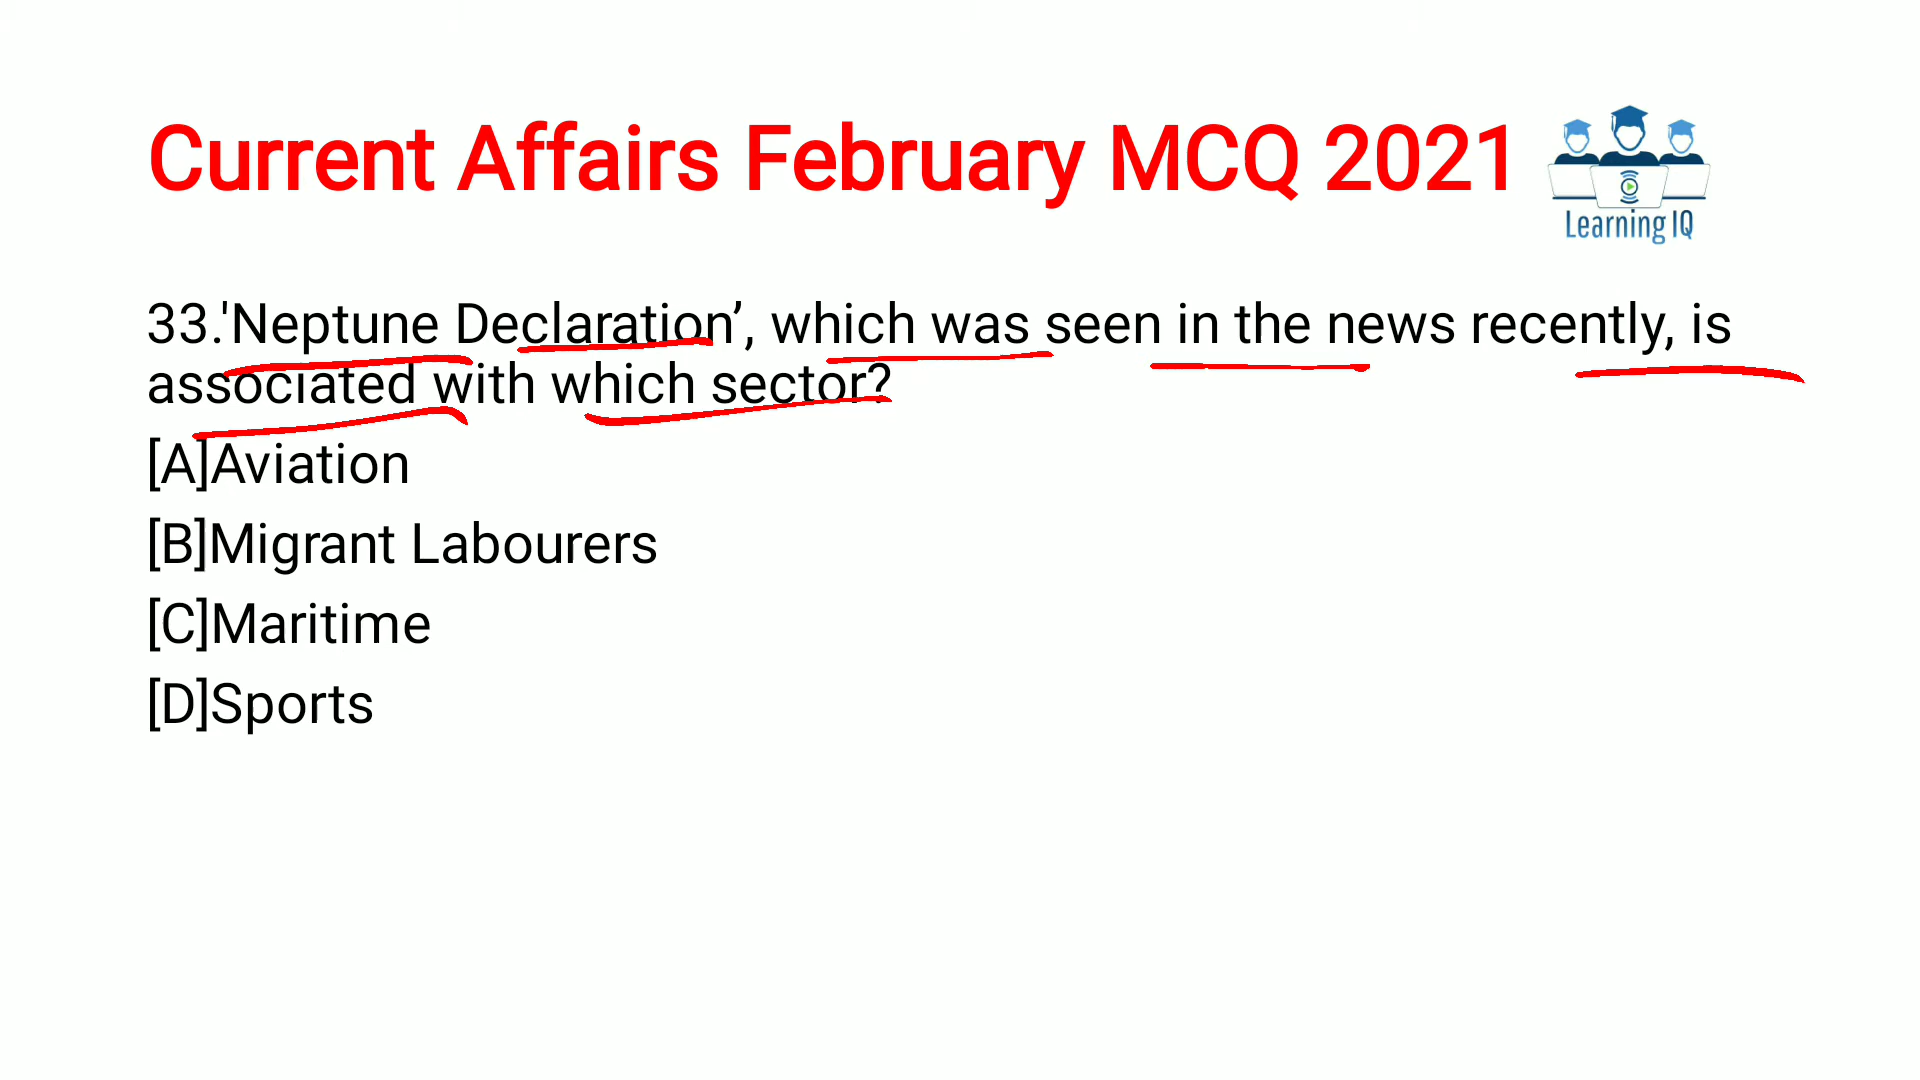 Current Affairs February MCQ 2021
Learning IQ
33.'Neptune Declaration’, which was seen in the news recently, is
associated with which sector?
[A]Aviation
[B]Migrant Labourers
[C]Maritime
[D]Sports